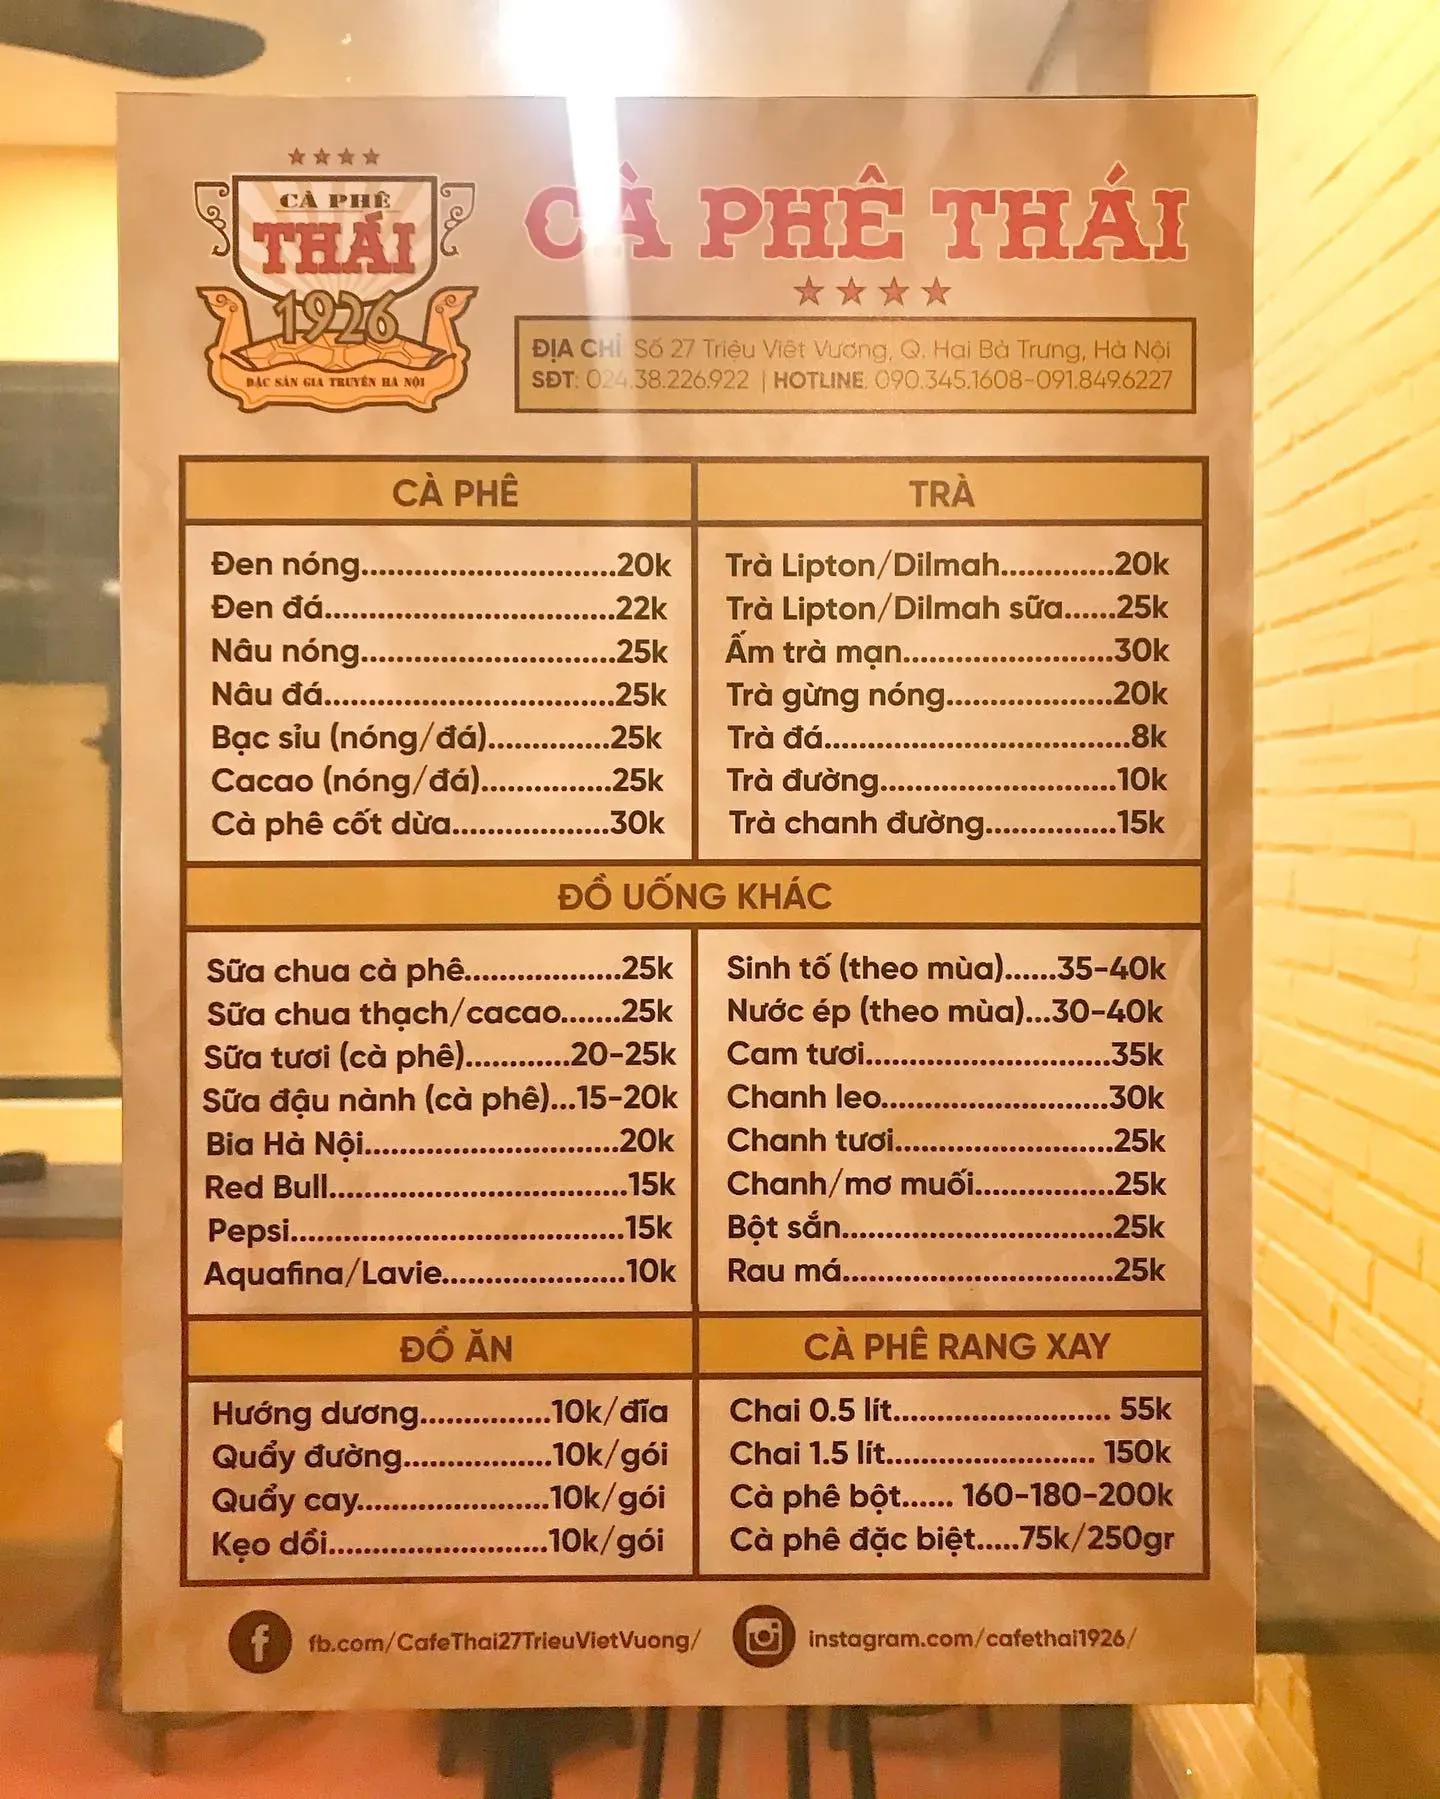 ★★★★
CÀ PHÊ
THÁI
1926
ĐẶC SẢN GIA TRUYỀN HÀ NỘI
CÀ PHÊ THÁI
★★★★
ĐỊA CHỈ Số 27 Triệu Việt Vương, Q. Hai Bà Trưng, Hà Nội
SĐT: 024.38.226.922 | HOTLINE: 090.345.1608-091.849.6227
CÀ PHÊ
Đen nóng..............................20k
Đen đá..................................22k
Nâu nóng..............................25k
Nâu đá..................................25k
Bạc sỉu (nóng/đá)..............25k
Cacao (nóng/đá)...............25k
Cà phê cốt dừa..................30k
TRÀ
Trà Lipton/Dilmah.............20k
Trà Lipton/Dilmah sữa......25k
Ấm trà mạn.........................30k
Trà gừng nóng....................20k
Trà đá....................................8k
Trà đường............................10k
Trà chanh đường...............15k
ĐỒ UỐNG KHÁC
Sữa chua cà phê..................25k
Sữa chua thạch/cacao.......25k
Sữa tươi (cà phê)............20-25k
Sữa đậu nành (cà phê)...15-20k
Bia Hà Nội..............................20k
Red Bull...................................15k
Pepsi.......................................15k
Aquafina/Lavie.....................10k
Sinh tố (theo mùa)......35-40k
Nước ép (theo mùa)...30-40k
Cam tươi.............................35k
Chanh leo...........................30k
Chanh tươi.........................25k
Chanh/mơ muối................25k
Bột sắn................................25k
Rau má................................25k
ĐỒ ĂN
Hướng dương...............10k/đĩa
Quẩy đường.................10k/gói
Quẩy cay......................10k/gói
Kẹo dồi.........................10k/gói
CÀ PHÊ RANG XAY
Chai 0.5 lít......................... 55k
Chai 1.5 lít........................ 150k
Cà phê bột...... 160-180-200k
Cà phê đặc biệt.....75k/250gr
fb.com/CafeThai27TrieuVietVuong/
instagram.com/cafethai1926/